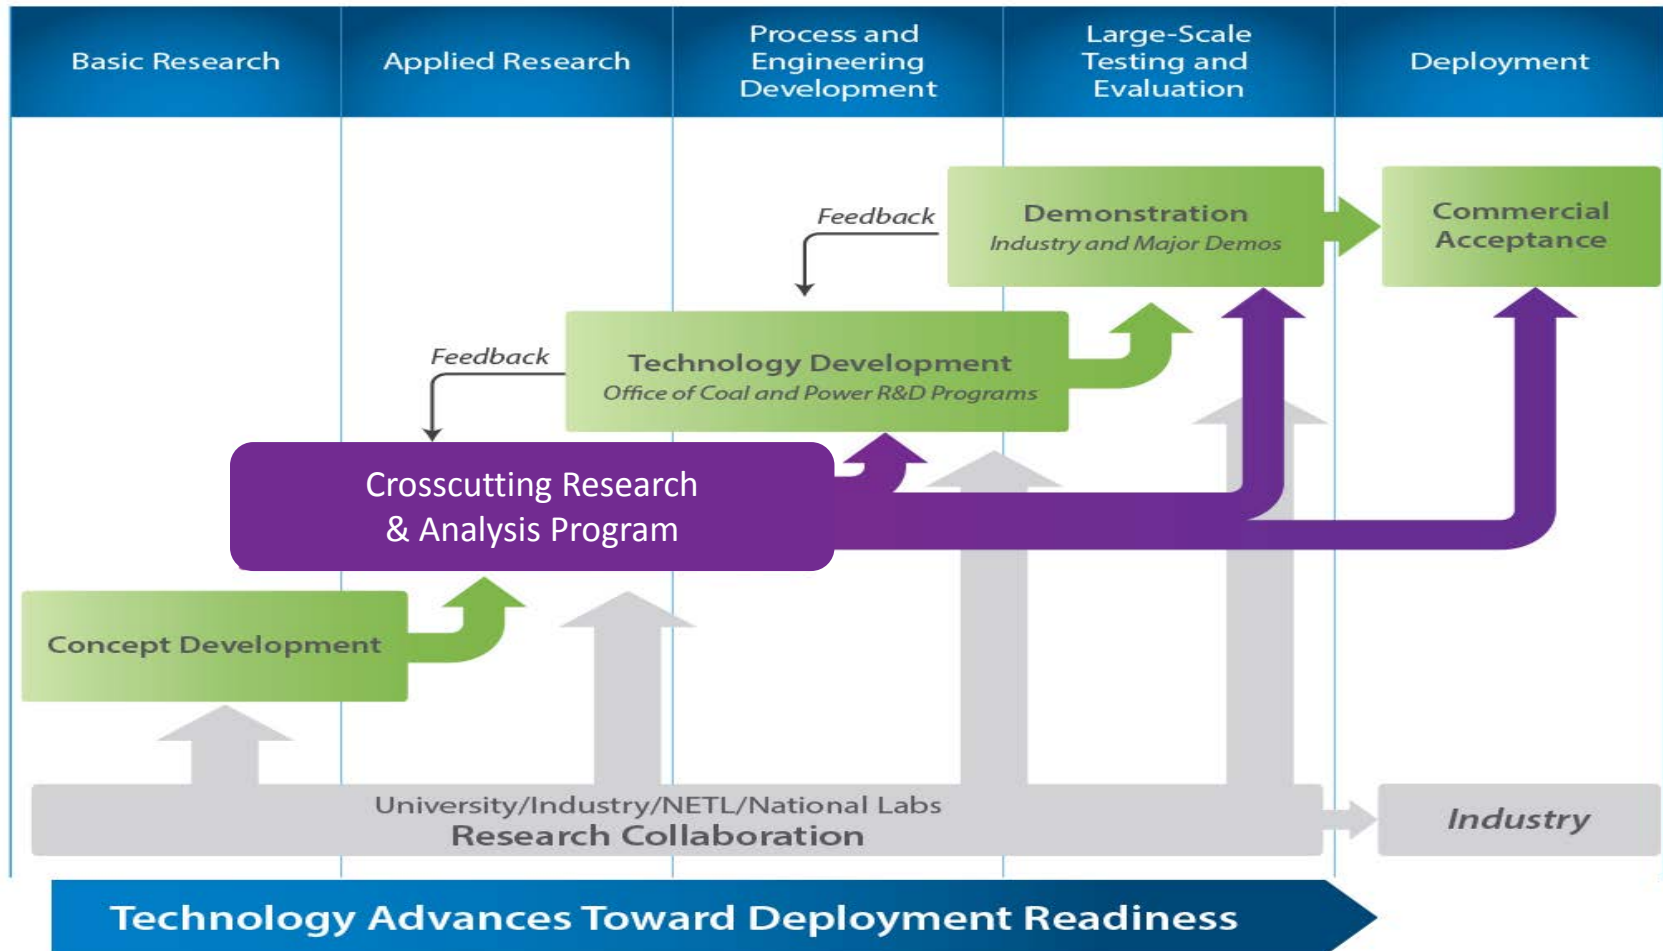 Basic Research
Applied Research
Process and
Engineering
Development
Large-Scale
Testing and
Evaluation
Deployment
Demonstration
Industry and Major Demos
Commercial
Acceptance
Feedback
Technology Development
Office of Coal and Power R&D Programs
Feedback
Crosscutting Research
& Analysis Program
Concept Development
University/Industry/NETL/National Labs
Research Collaboration
Industry
Technology Advances Toward Deployment Readiness